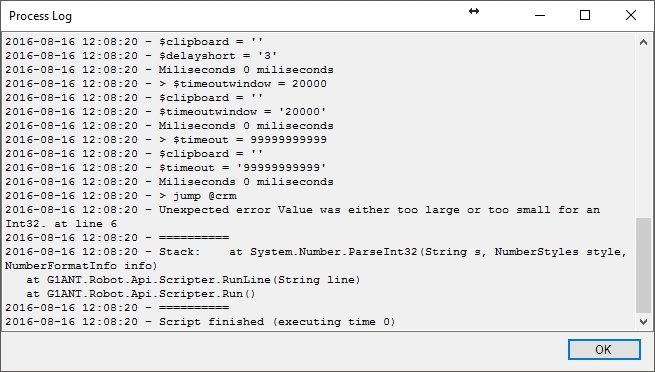 Process Log
2016-08-16 12:08:20 - $clipboard = ''
2016-08-16 12:08:20 - $delayshort = '3'
2016-08-16 12:08:20 - Miliseconds 0 miliseconds
2016-08-16 12:08:20 - > $timeoutwindow = 20000
2016-08-16 12:08:20 - $clipboard = ''
2016-08-16 12:08:20 - $timeoutwindow = '20000'
2016-08-16 12:08:20 - Miliseconds 0 miliseconds
2016-08-16 12:08:20 - > $timeout = 99999999999
2016-08-16 12:08:20 - $clipboard = ''
2016-08-16 12:08:20 - $timeout = '99999999999'
2016-08-16 12:08:20 - Miliseconds 0 miliseconds
2016-08-16 12:08:20 - > jump @crm
2016-08-16 12:08:20 - Unexpected error Value was either too large or too small for an
Int32. at line 6
2016-08-16 12:08:20 - ==========
2016-08-16 12:08:20 - Stack:    at System.Number.ParseInt32(String s, NumberStyles style,
NumberFormatInfo info)
   at G1ANT.Robot.Api.Scripter.RunLine(String line)
   at G1ANT.Robot.Api.Scripter.Run()
2016-08-16 12:08:20 - ==========
2016-08-16 12:08:20 - Script finished (executing time 0)
OK